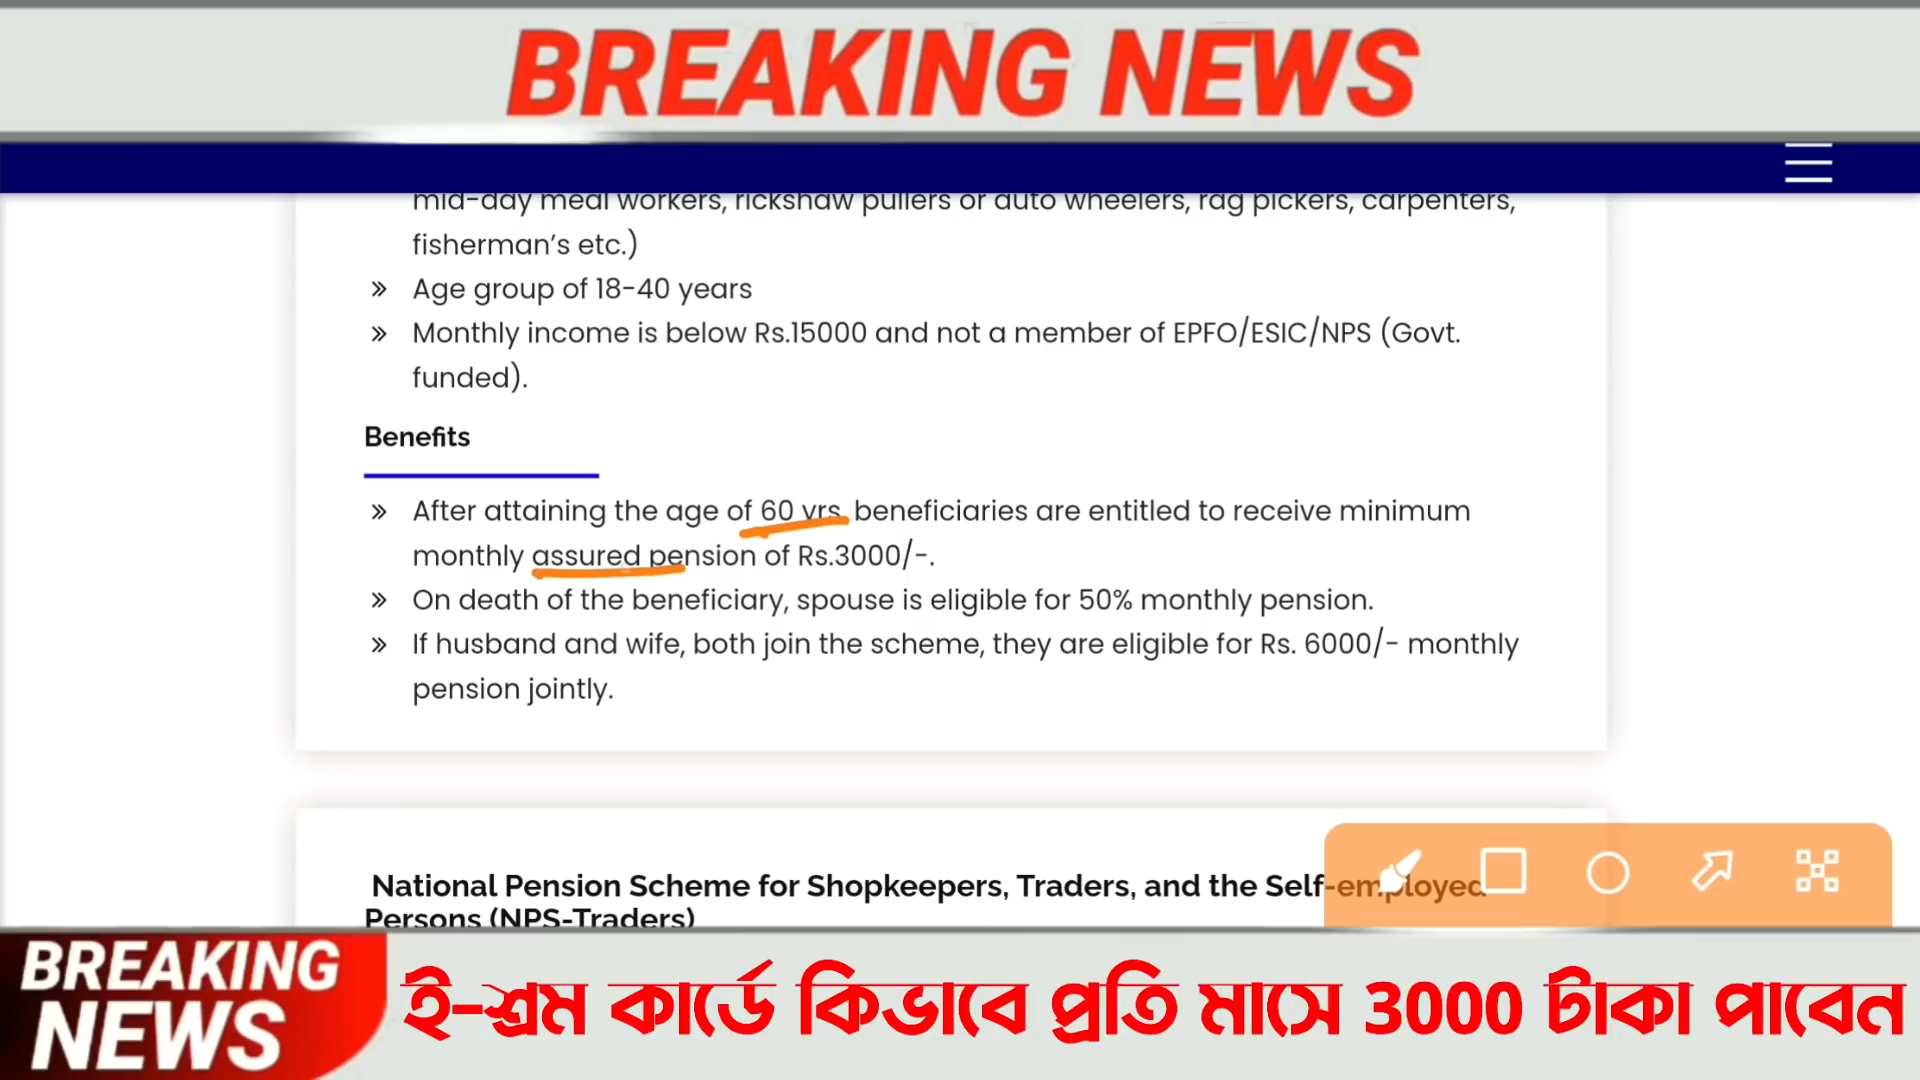 BREAKING NEWS
mid-day meal workers, rickshaw pullers or auto wheelers, rag pickers, carpenters,
fisherman’s etc.)
» Age group of 18-40 years
» Monthly income is below Rs.15000 and not a member of EPFO/ESIC/NPS (Govt.
funded).
Benefits
» After attaining the age of 60 yrs, beneficiaries are entitled to receive minimum
monthly assured pension of Rs.3000/-.
» On death of the beneficiary, spouse is eligible for 50% monthly pension.
» If husband and wife, both join the scheme, they are eligible for Rs. 6000/- monthly
pension jointly.
National Pension Scheme for Shopkeepers, Traders, and the Self-employed
Persons (NPS-Traders)
BREAKING
NEWS
ই-শ্রম কার্ডে কিভাবে প্রতি মাসে 3000 টাকা পাবেন